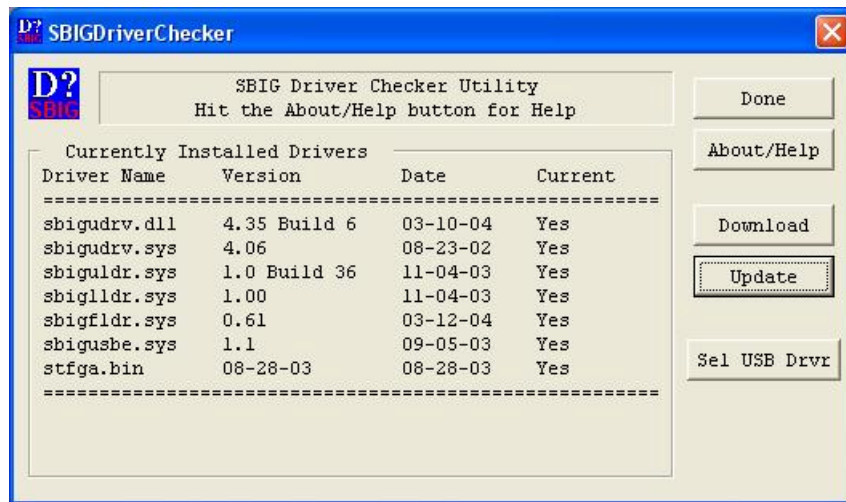 D? SBIG SBIGDriverChecker
D? SBIG
SBIG Driver Checker Utility
Hit the About/Help button for Help
Done
About/Help
Currently Installed Drivers
Driver Name Version Date Current
============================================================
sbigudrv.dll 4.35 Build 6 03-10-04 Yes
sbigudrv.sys 4.06 08-23-02 Yes
sbiguldr.sys 1.0 Build 36 11-04-03 Yes
sbiglldr.sys 1.00 11-04-03 Yes
sbigfldr.sys 0.61 03-12-04 Yes
sbigusbe.sys 1.1 09-05-03 Yes
stfga.bin 08-28-03 08-28-03 Yes
============================================================
Download
Update
Sel USB Drvr